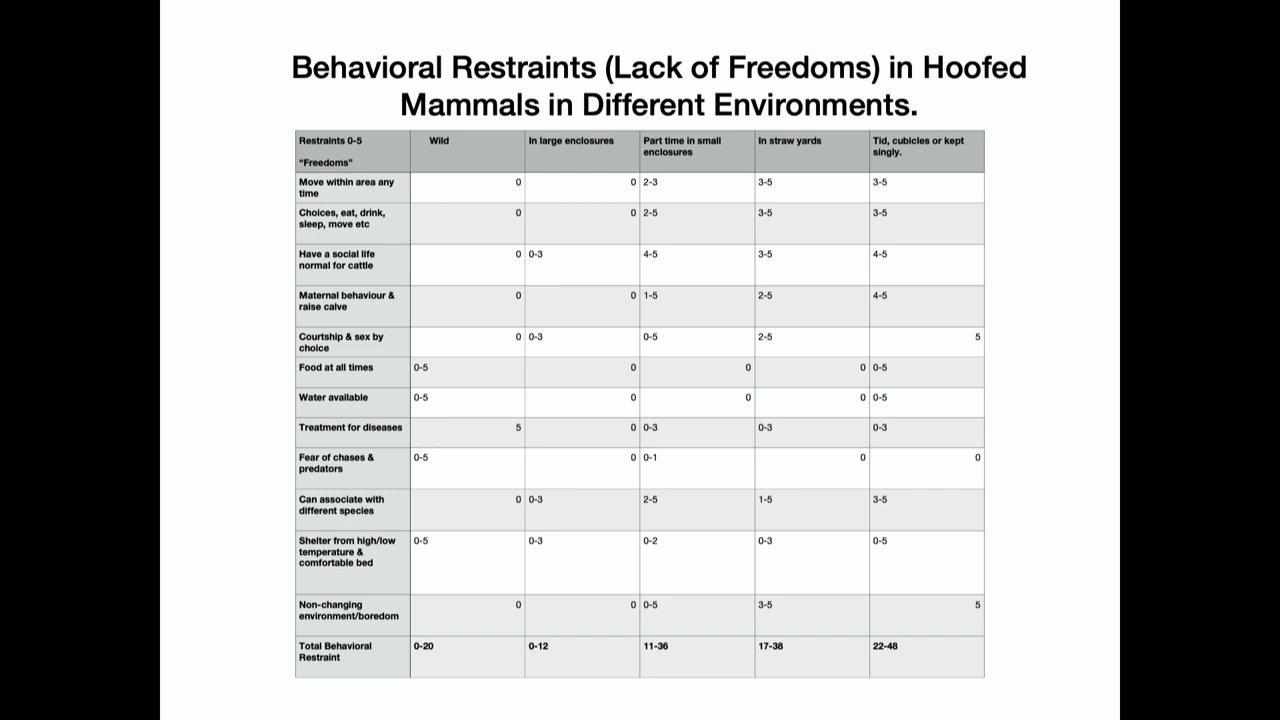 Behavioral Restraints (Lack of Freedoms) in Hoofed
Mammals in Different Environments.
Restraints 0-5 Wild In large enclosures Part time in small In straw yards Tid, cubicles or kept
enclosures singly.
“Freedoms”
Move within area any 0 0 2-3 3-5 3-5
time
Choices, eat, drink, 0 0 2-5 3-5 3-5
sleep, move etc
Have a social life 0 0-3 4-5 3-5 4-5
normal for cattle
Maternal behaviour & 0 0 1-5 2-5 4-5
raise calve
Courtship & sex by 0 0-3 0-5 2-5 5
choice
Food at all times 0-5 0 0 0 0-5
Water available 0-5 0 0 0 0-5
Treatment for diseases 5 0 0-3 0-3 0-3
Fear of chases & 0-5 0 0-1 0 0
predators
Can associate with 0 0-3 2-5 1-5 3-5
different species
Shelter from high/low 0-5 0-3 0-2 0-3 0-5
temperature &
comfortable bed
Non-changing 0 0 0-5 3-5 5
environment/boredom
Total Behavioral 0-20 0-12 11-36 17-38 22-48
Restraint